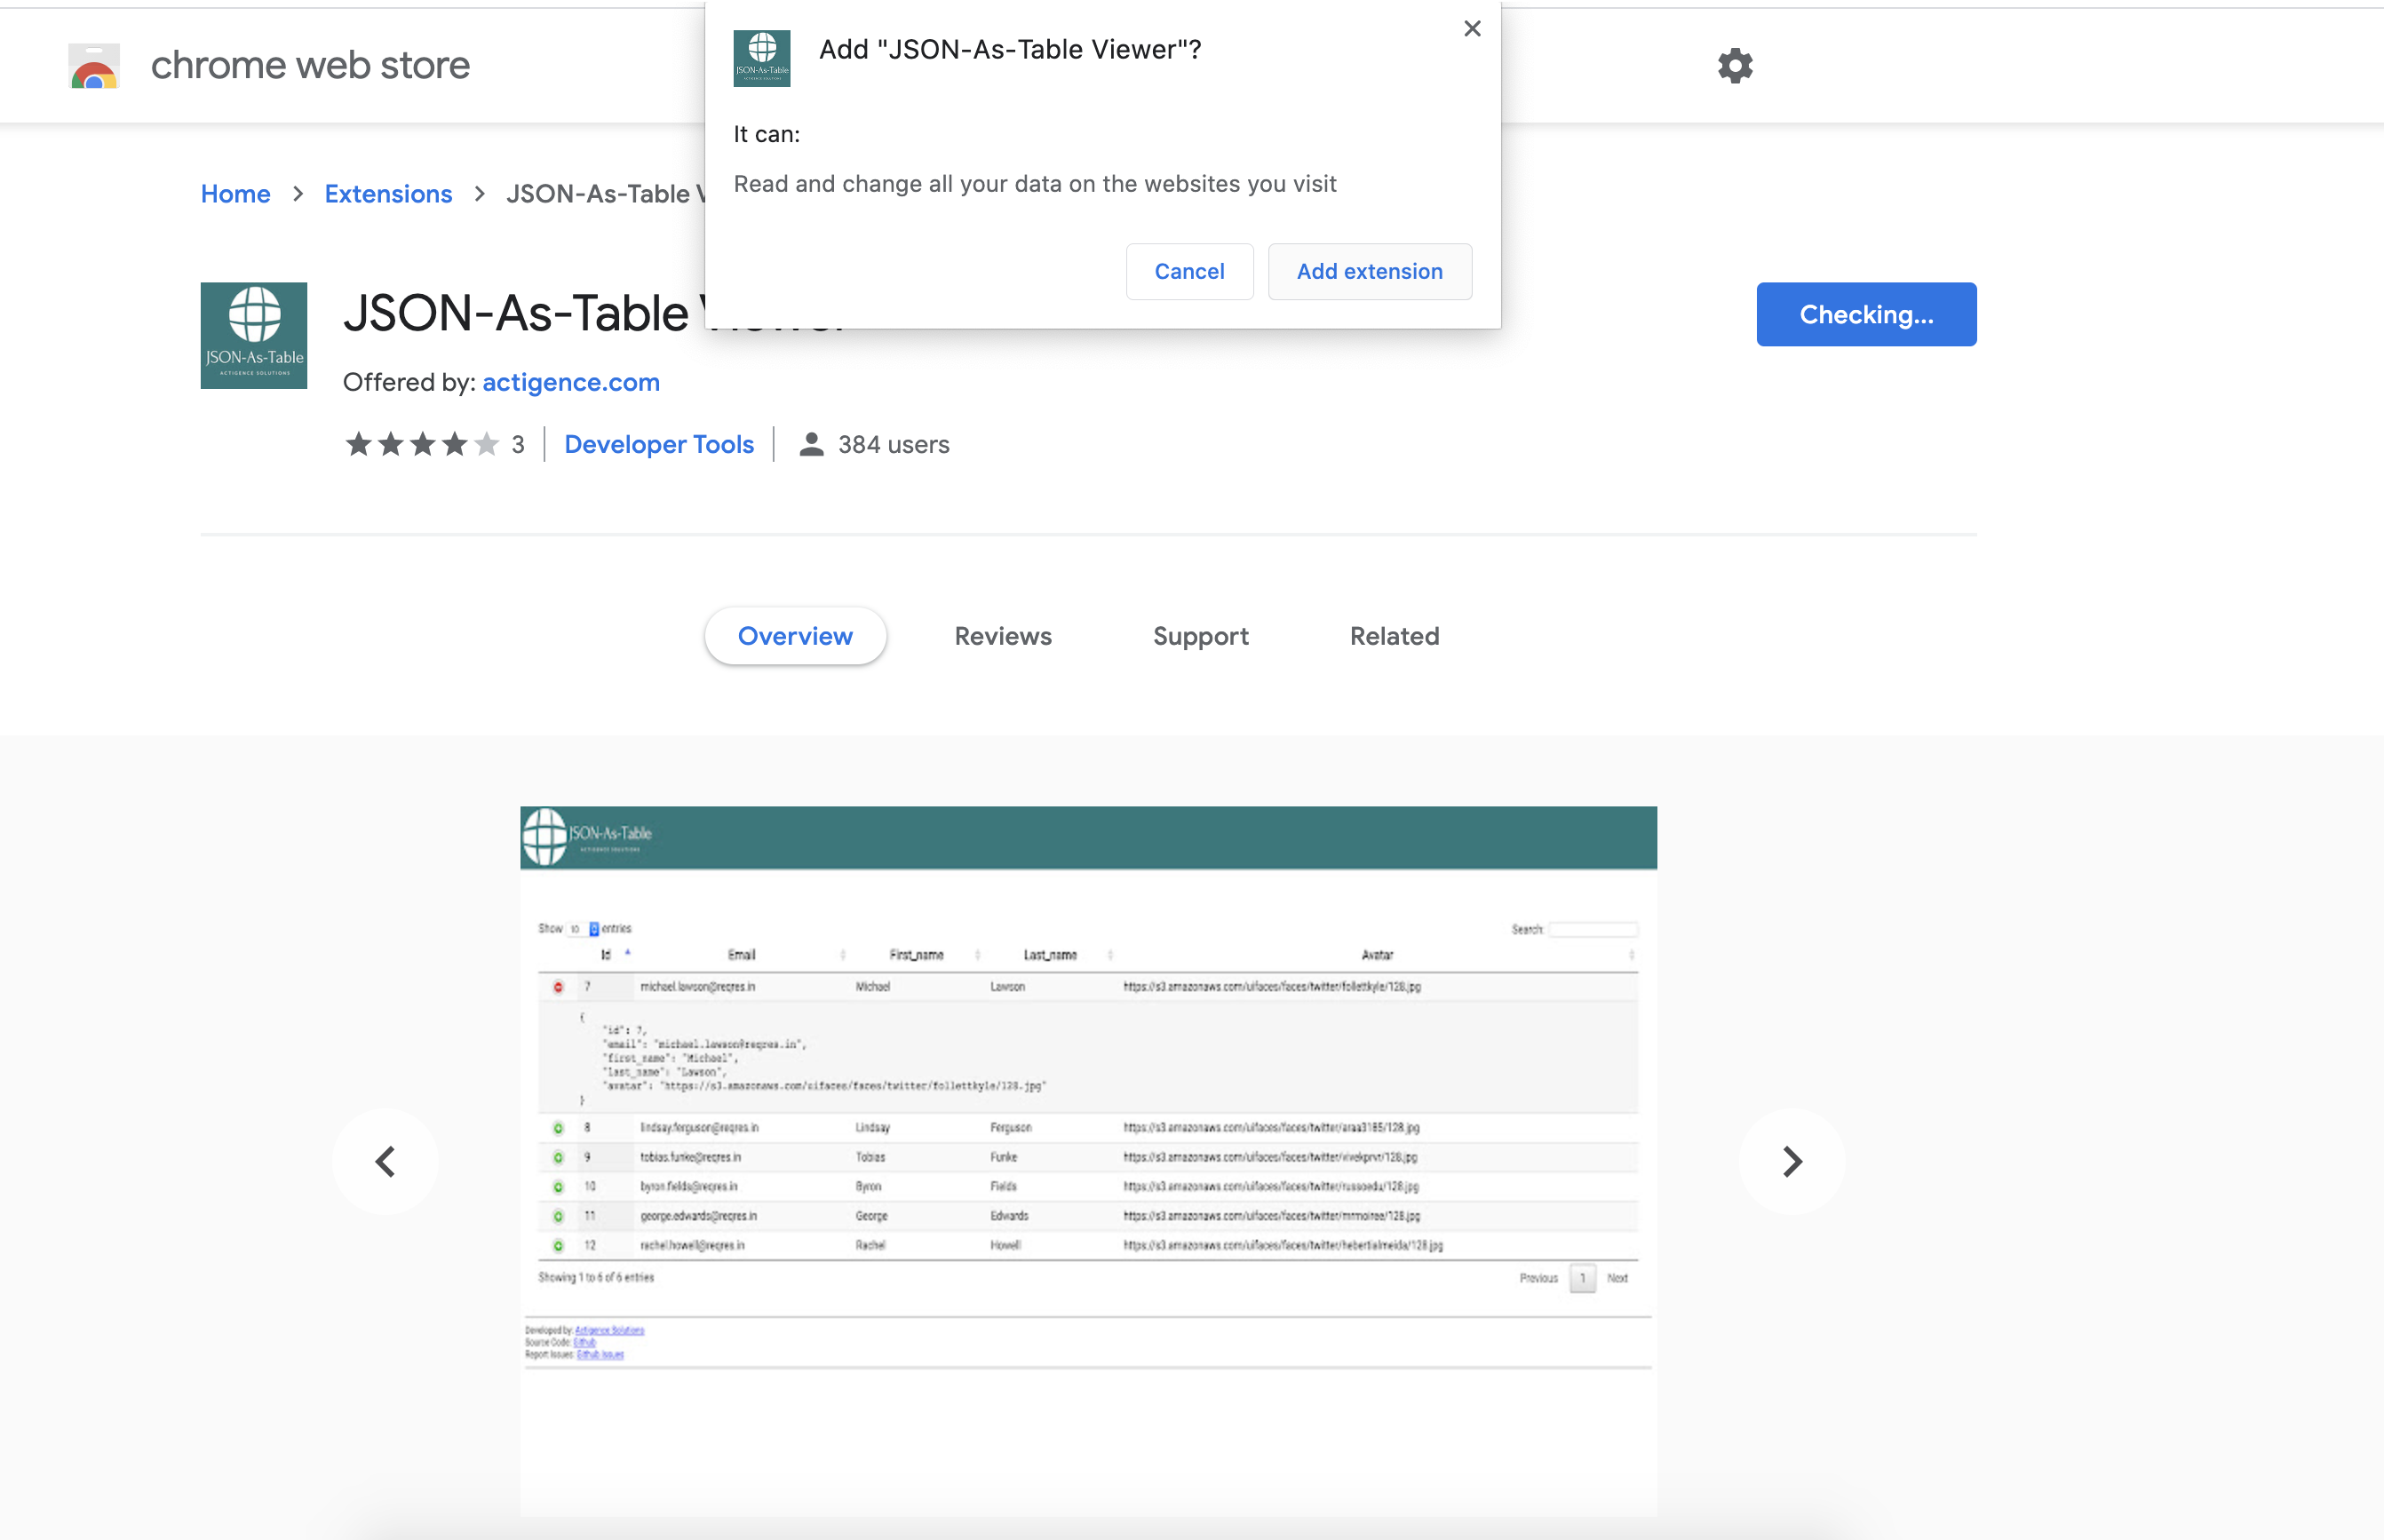 chrome web store
Add "JSON-As-Table Viewer"?
JSON-As-Table
It can:
Read and change all your data on the websites you visit
Cancel
Add extension
Home > Extensions > JSON-As-Table
JSON-As-Table
ACTIGENCE SOLUTIONS
JSON-As-Table Viewer
Checking...
Offered by: actigence.com
3
Developer Tools
384 users
Overview
Reviews
Support
Related
JSON-As-Table
ACTIGENCE SOLUTIONS
Show 10 entries
Search:
Id Email First_name Last_name Avatar
7 michael.lawson@reqres.in Michael Lawson https://s3.amazonaws.com/uifaces/faces/twitter/follettkyle/128.jpg
{
"id": 7,
"email": "michael.lawson@reqres.in",
"first_name": "Michael",
"last_name": "Lawson",
"avatar": "https://s3.amazonaws.com/uifaces/faces/twitter/follettkyle/128.jpg"
}
8 lindsay.ferguson@reqres.in Lindsay Ferguson https://s3.amazonaws.com/uifaces/faces/twitter/araa3185/128.jpg
9 tobias.funke@reqres.in Tobias Funke https://s3.amazonaws.com/uifaces/faces/twitter/vivekprvr/128.jpg
10 byron.fields@reqres.in Byron Fields https://s3.amazonaws.com/uifaces/faces/twitter/russoedu/128.jpg
11 george.edwards@reqres.in George Edwards https://s3.amazonaws.com/uifaces/faces/twitter/mrmoiree/128.jpg
12 rachel.howell@reqres.in Rachel Howell https://s3.amazonaws.com/uifaces/faces/twitter/hebertialmeida/128.jpg
Showing 1 to 6 of 6 entries
Previous 1 Next
Developed by: Actigence Solutions
Source Code: Github
Report Issues: Github Issues